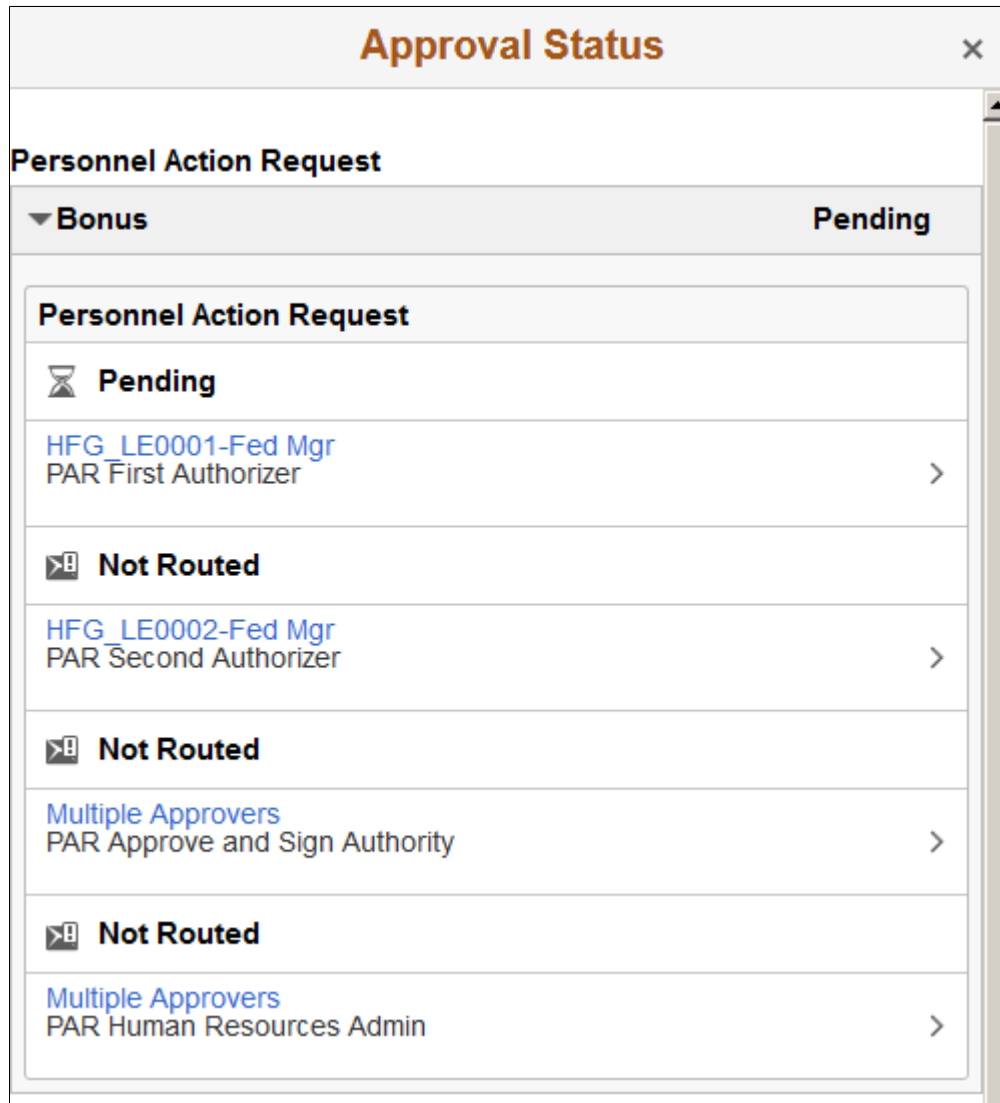 Approval Status
Personnel Action Request
Bonus Pending
Personnel Action Request
Pending
HFG_LE0001-Fed Mgr
PAR First Authorizer
Not Routed
HFG_LE0002-Fed Mgr
PAR Second Authorizer
Not Routed
Multiple Approvers
PAR Approve and Sign Authority
Not Routed
Multiple Approvers
PAR Human Resources Admin